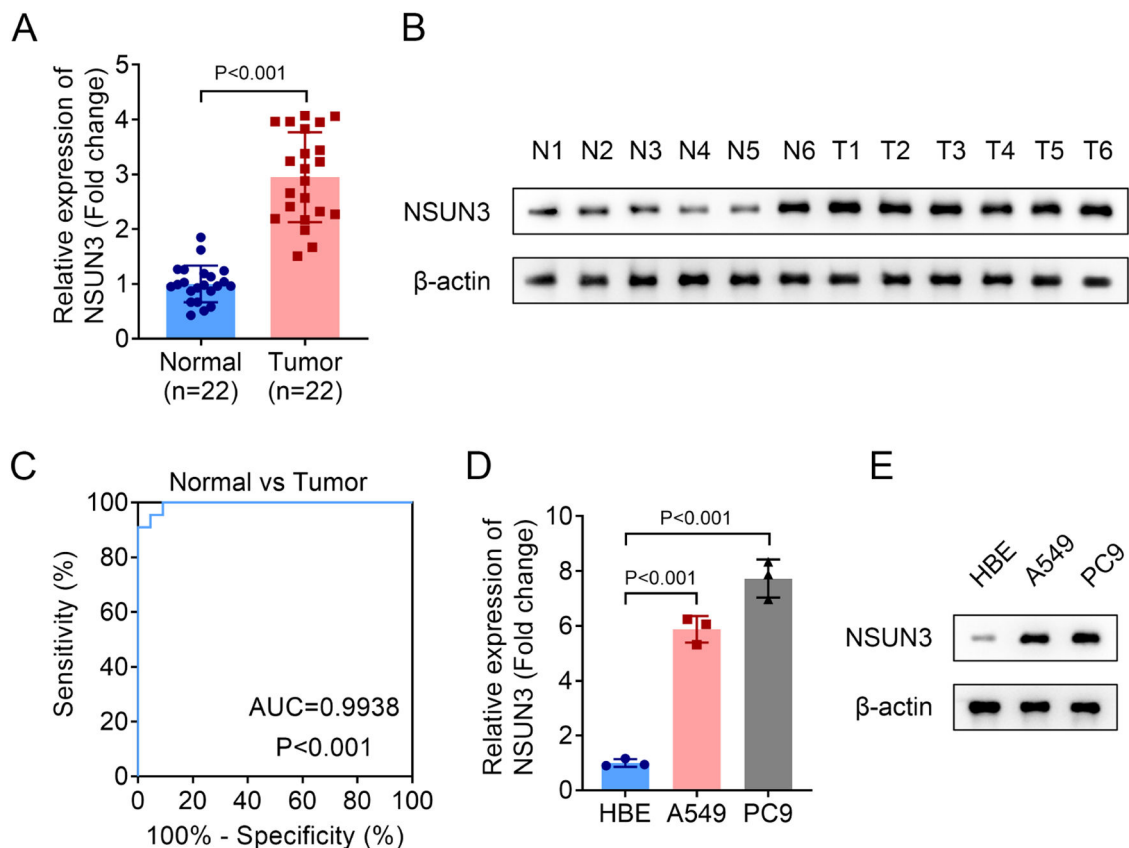 A
Relative expression of
NSUN3 (Fold change)
5
4
3
2
1
0
P<0.001
Normal
(n=22)
Tumor
(n=22)
B
N1 N2 N3 N4 N5 N6 T1 T2 T3 T4 T5 T6
NSUN3
β-actin
C
Normal vs Tumor
Sensitivity (%)
100
80
60
40
20
0
AUC=0.9938
P<0.001
0 20 40 60 80 100
100% - Specificity (%)
D
Relative expression of
NSUN3 (Fold change)
10
8
6
4
2
0
P<0.001
P<0.001
HBE A549 PC9
E
HBE A549 PC9
NSUN3
β-actin